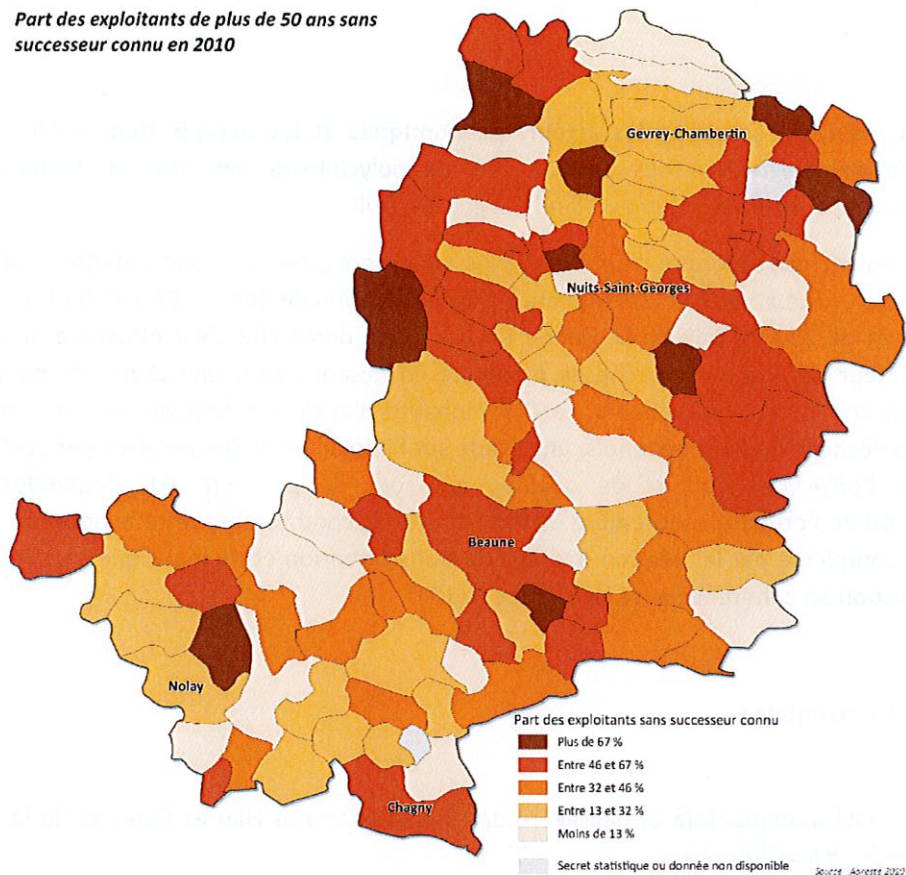 Part des exploitants de plus de 50 ans sans
successeur connu en 2010
Gevrey-Chambertin
Nuits-Saint-Georges
Beaune
Nolay
Chagny
Part des exploitants sans successeur connu
Plus de 67 %
Entre 46 et 67 %
Entre 32 et 46 %
Entre 13 et 32 %
Moins de 13 %
Secret statistique ou donnée non disponible
Source : Agreste 2010